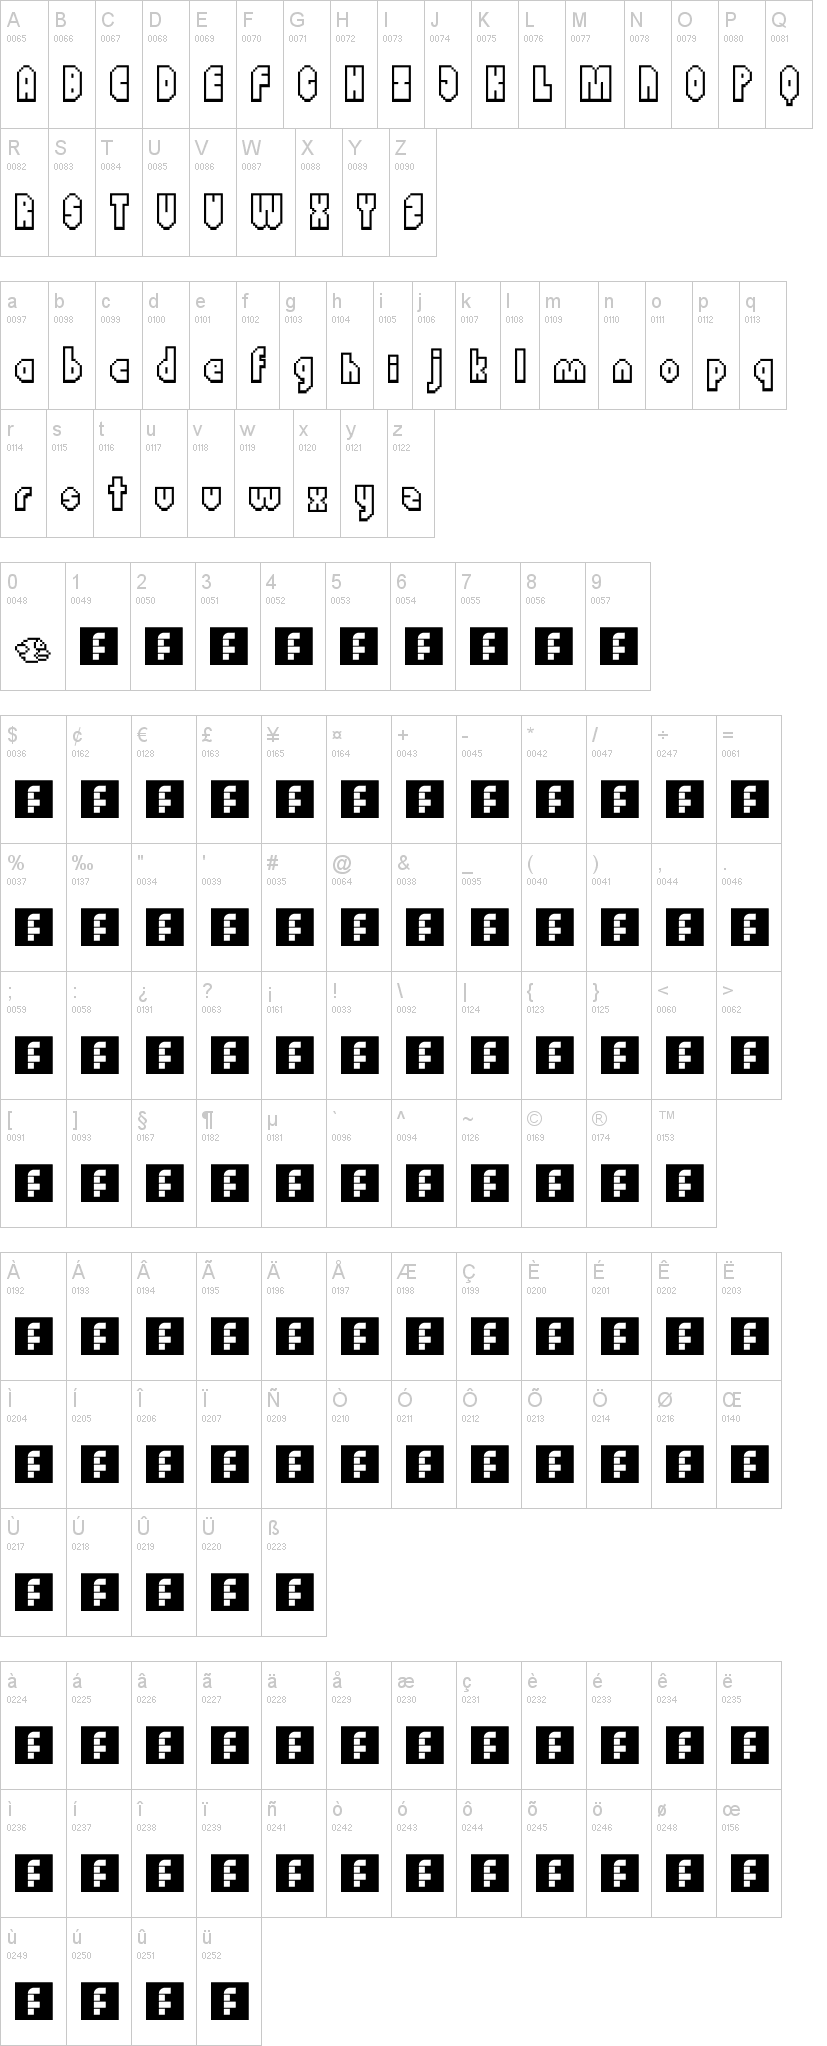 A B C D E F G H I J K L M N O P Q
0065 0066 0067 0068 0069 0070 0071 0072 0073 0074 0075 0076 0077 0078 0079 0080 0081
A B C D E F G H I J K L M N O P Q
R S T U V W X Y Z
0082 0083 0084 0085 0086 0087 0088 0089 0090
R S T U V W X Y Z
a b c d e f g h i j k l m n o p q
0097 0098 0099 0100 0101 0102 0103 0104 0105 0106 0107 0108 0109 0110 0111 0112 0113
a b c d e f g h i j k l m n o p q
r s t u v w x y z
0114 0115 0116 0117 0118 0119 0120 0121 0122
r s t u v w x y z
0 1 2 3 4 5 6 7 8 9
0048 0049 0050 0051 0052 0053 0054 0055 0056 0057
F F F F F F F F F
$ ¢ € £ ¥ ¤ + - * / ÷ =
0036 0162 0128 0163 0165 0164 0043 0045 0042 0047 0247 0061
F F F F F F F F F F F F
% ‰ " ' # @ & _ ( ) , .
0037 0137 0034 0039 0035 0064 0038 0095 0040 0041 0044 0046
F F F F F F F F F F F F
; : ¿ ? ¡ ! \ | { } < >
0059 0058 0191 0063 0161 0033 0092 0124 0123 0125 0060 0062
F F F F F F F F F F F F
[ ] § ¶ µ ` ^ ~ © ® ™
0091 0093 0167 0182 0181 0096 0094 0126 0169 0174 0153
F F F F F F F F F F F
À Á Â Ã Ä Å Æ Ç È É Ê Ë
0192 0193 0194 0195 0196 0197 0198 0199 0200 0201 0202 0203
F F F F F F F F F F F F
Ì Í Î Ï Ñ Ò Ó Ô Õ Ö Ø Œ
0204 0205 0206 0207 0209 0210 0211 0212 0213 0214 0216 0140
F F F F F F F F F F F F
Ù Ú Û Ü ß
0217 0218 0219 0220 0223
F F F F F
à á â ã ä å æ ç è é ê ë
0224 0225 0226 0227 0228 0229 0230 0231 0232 0233 0234 0235
F F F F F F F F F F F F
ì í î ï ñ ò ó ô õ ö ø œ
0236 0237 0238 0239 0241 0242 0243 0244 0245 0246 0248 0156
F F F F F F F F F F F F
ù ú û ü
0249 0250 0251 0252
F F F F